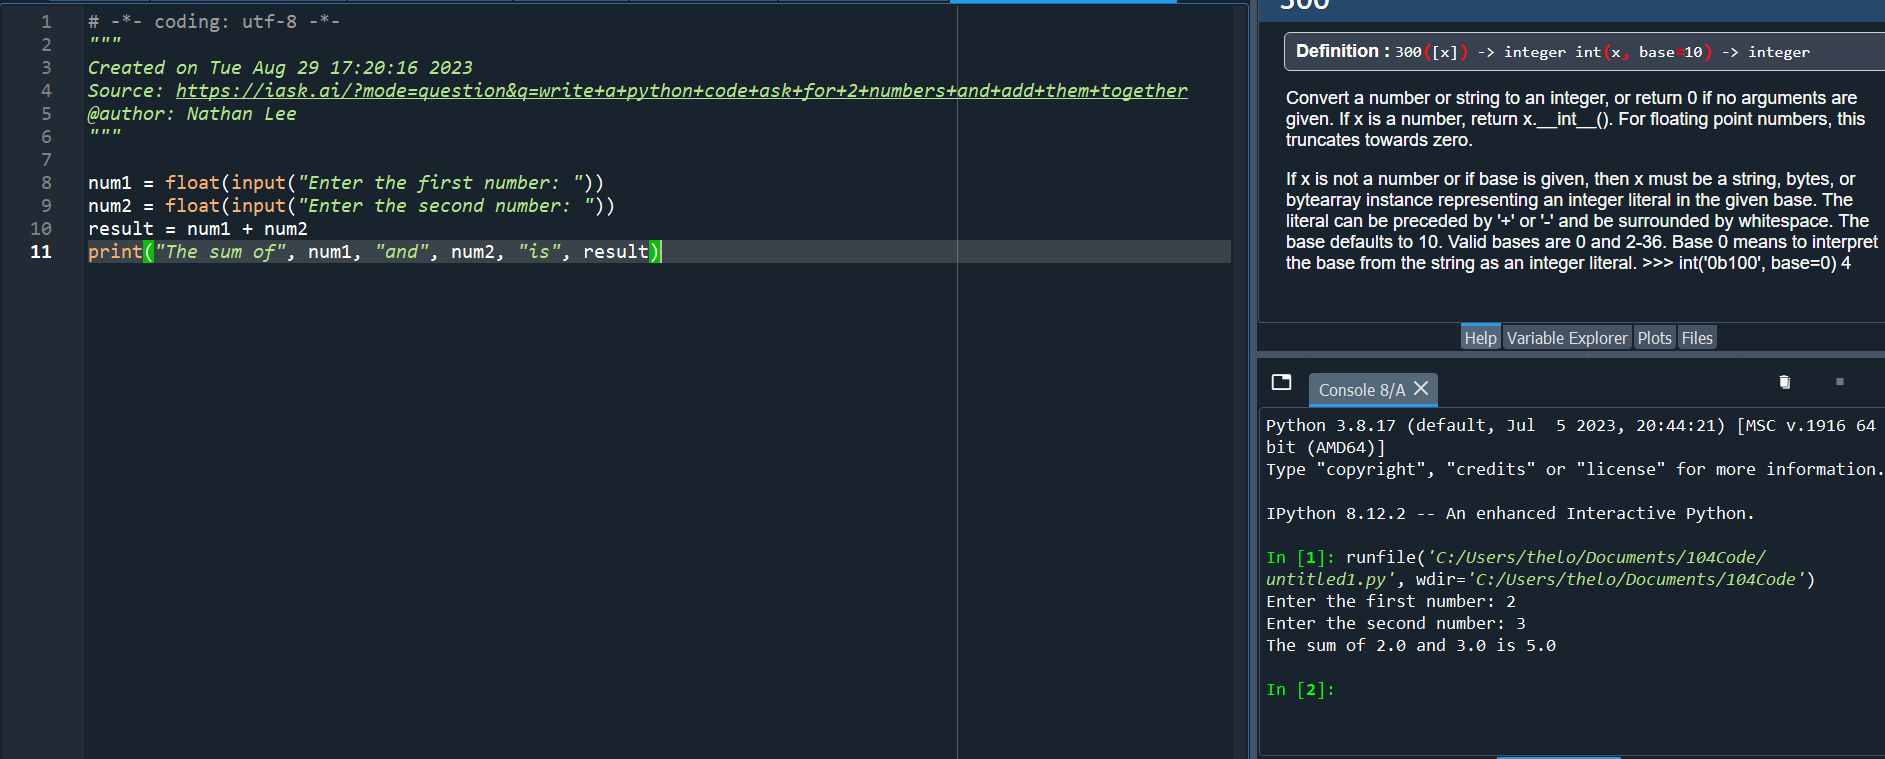 1 # -*- coding: utf-8 -*-
2 """
3 Created on Tue Aug 29 17:20:16 2023
4 Source: https://iask.ai/?mode=question&q=write+a+python+code+ask+for+2+numbers+and+add+them+together
5 @author: Nathan Lee
6 """
7
8 num1 = float(input("Enter the first number: "))
9 num2 = float(input("Enter the second number: "))
10 result = num1 + num2
11 print("The sum of", num1, "and", num2, "is", result)
300
Definition : 300([x]) -> integer int(x, base=10) -> integer
Convert a number or string to an integer, or return 0 if no arguments are
given. If x is a number, return x.__int__(). For floating point numbers, this
truncates towards zero.
If x is not a number or if base is given, then x must be a string, bytes, or
bytearray instance representing an integer literal in the given base. The
literal can be preceded by '+' or '-' and be surrounded by whitespace. The
base defaults to 10. Valid bases are 0 and 2-36. Base 0 means to interpret
the base from the string as an integer literal. >>> int('0b100', base=0) 4
Help Variable Explorer Plots Files
Console 8/A
Python 3.8.17 (default, Jul  5 2023, 20:44:21) [MSC v.1916 64
bit (AMD64)]
Type "copyright", "credits" or "license" for more information.
IPython 8.12.2 -- An enhanced Interactive Python.
In [1]: runfile('C:/Users/thelo/Documents/104Code/
untitled1.py', wdir='C:/Users/thelo/Documents/104Code')
Enter the first number: 2
Enter the second number: 3
The sum of 2.0 and 3.0 is 5.0
In [2]: